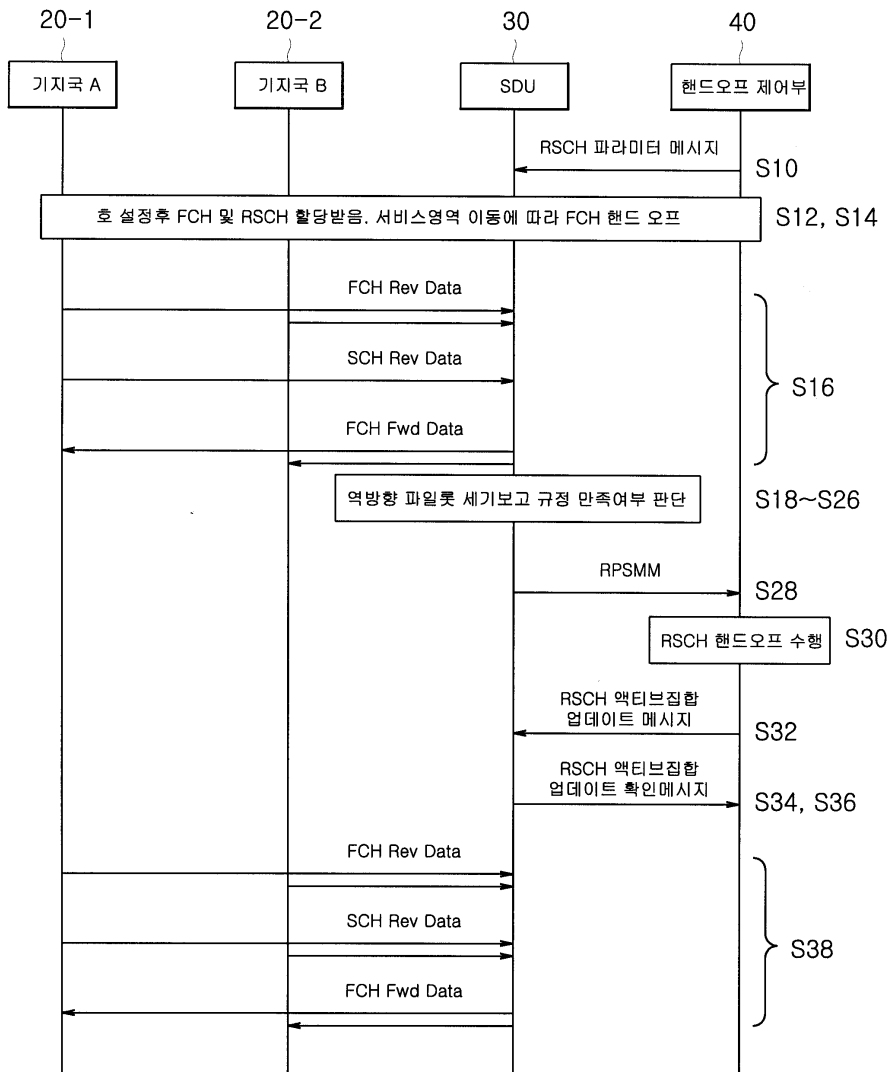 20-1 20-2 30 40
기지국 A 기지국 B SDU 핸드오프 제어부
RSCH 파라미터 메시지
S10
호 설정후 FCH 및 RSCH 할당받음. 서비스영역 이동에 따라 FCH 핸드 오프
S12, S14
FCH Rev Data
SCH Rev Data
S16
FCH Fwd Data
역방향 파일롯 세기보고 규정 만족여부 판단
S18~S26
RPSMM
S28
RSCH 핸드오프 수행
S30
RSCH 액티브집합
업데이트 메시지
S32
RSCH 액티브집합
업데이트 확인메시지
S34, S36
FCH Rev Data
SCH Rev Data
S38
FCH Fwd Data